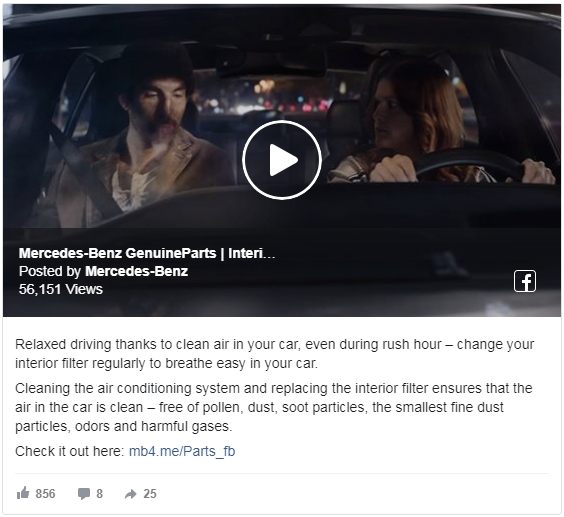 Mercedes-Benz GenuineParts | Interi...
Posted by Mercedes-Benz
56,151 Views
Relaxed driving thanks to clean air in your car, even during rush hour – change your
interior filter regularly to breathe easy in your car.
Cleaning the air conditioning system and replacing the interior filter ensures that the
air in the car is clean – free of pollen, dust, soot particles, the smallest fine dust
particles, odors and harmful gases.
Check it out here: mb4.me/Parts_fb
856 8 25